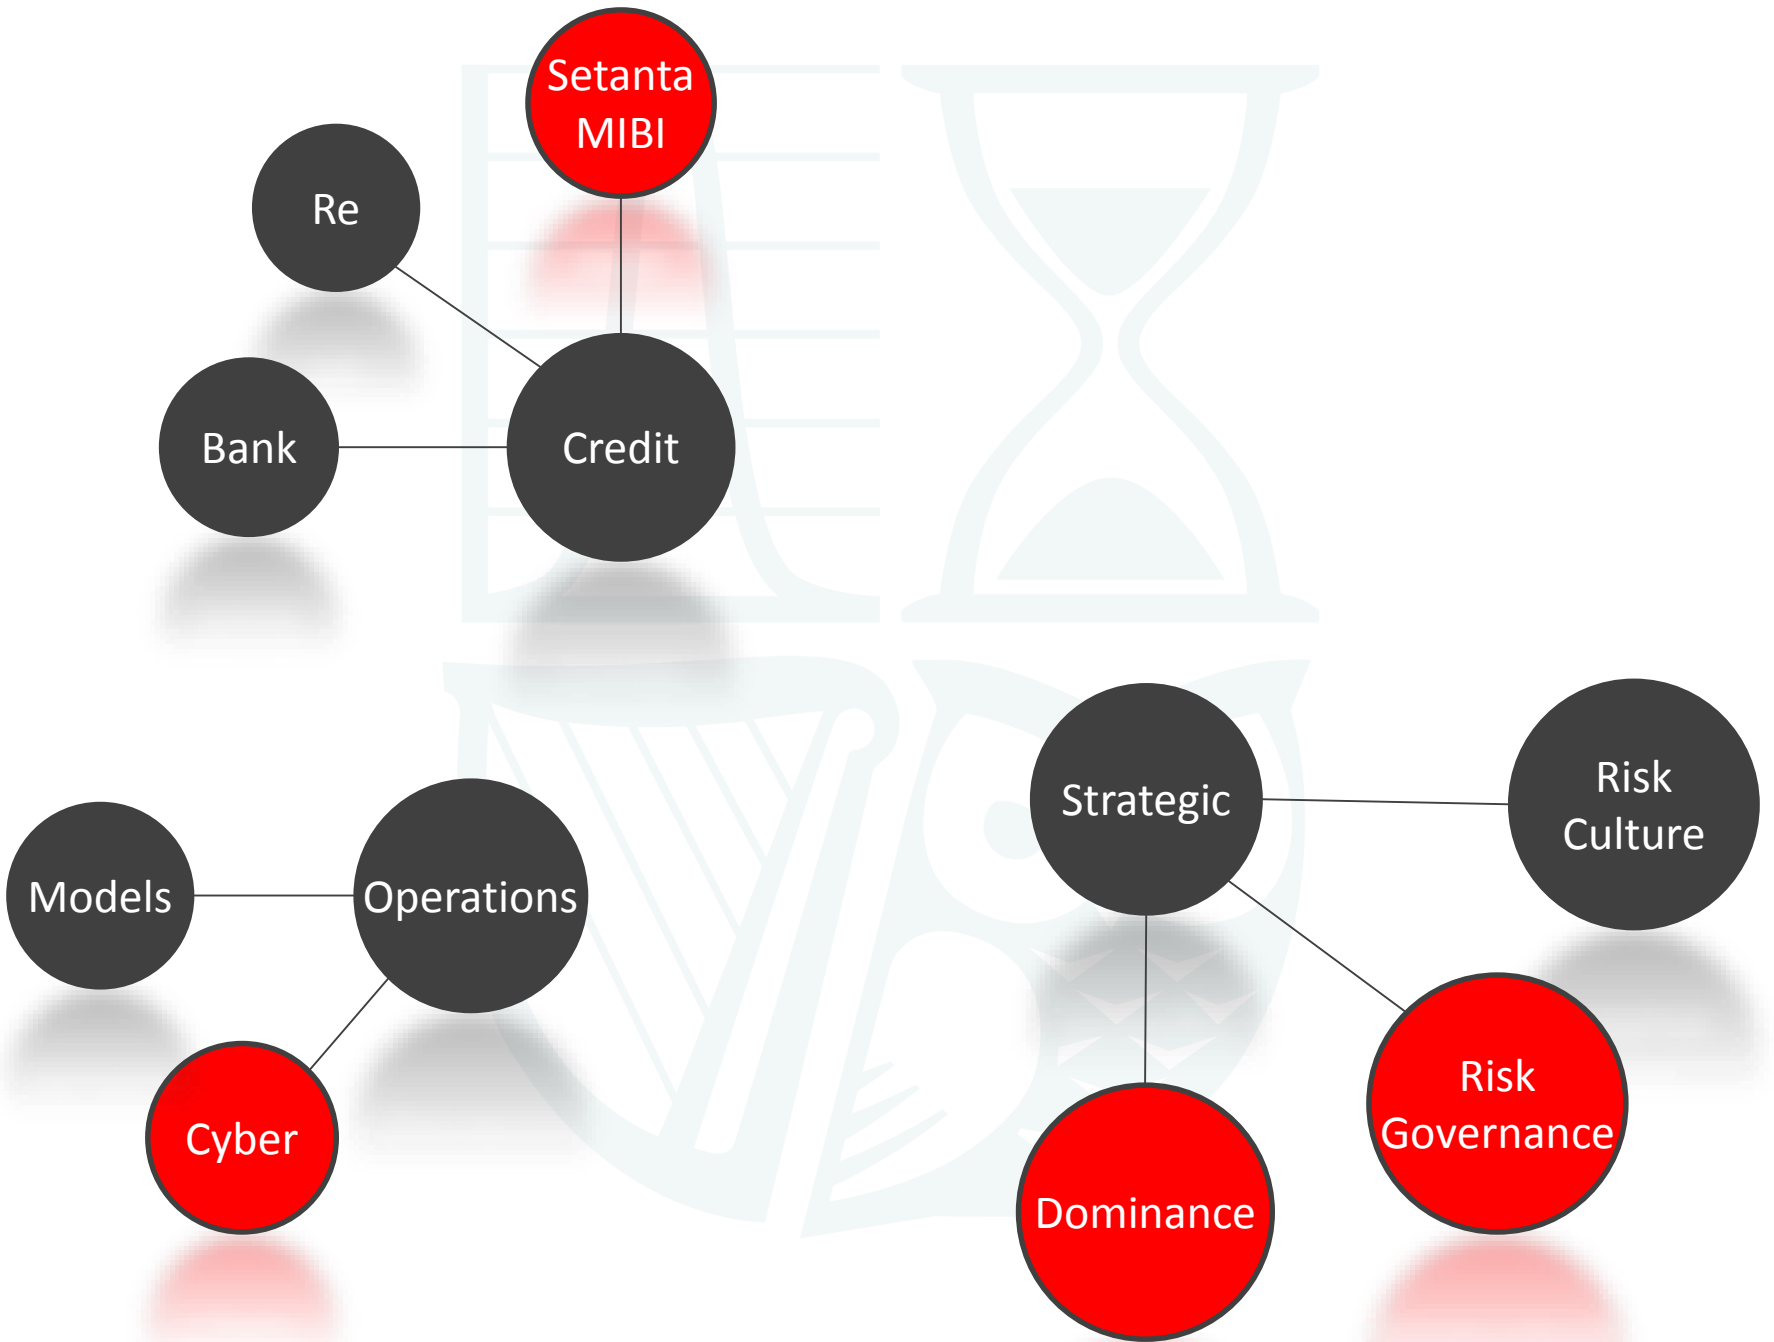 Setanta
MIBI
Re
Bank
Credit
Strategic
Risk
Culture
Models
Operations
Cyber
Risk
Governance
Dominance